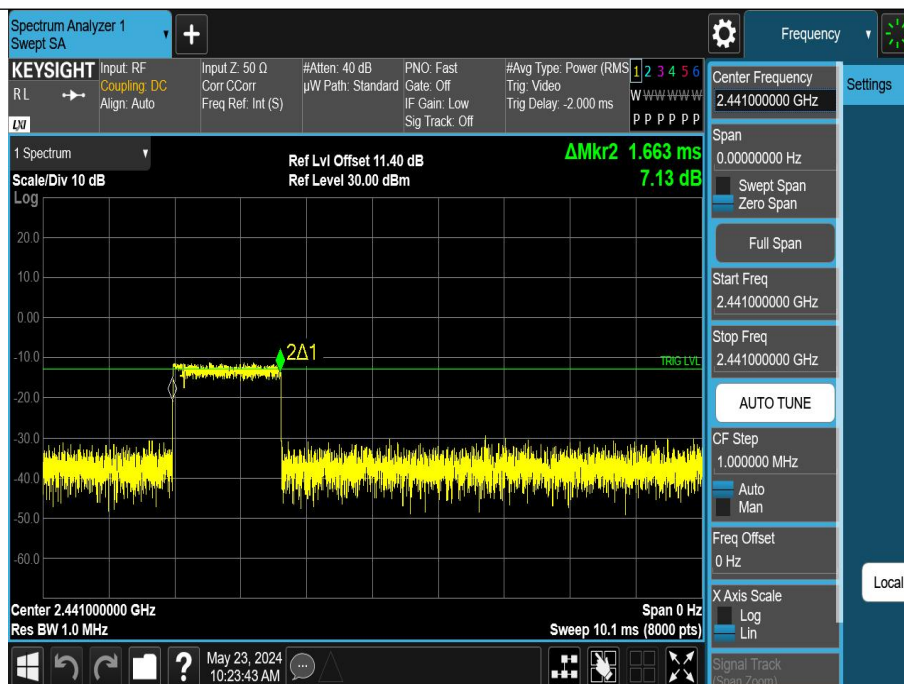 Spectrum Analyzer 1
Swept SA
+
Frequency
KEYSIGHT
R L
LXI
Input: RF
Coupling: DC
Align: Auto
Input Z: 50 Ω
Corr CCorr
Freq Ref: Int (S)
#Atten: 40 dB
µW Path: Standard
PNO: Fast
Gate: Off
IF Gain: Low
Sig Track: Off
#Avg Type: Power (RMS
Trig: Video
Trig Delay: -2.000 ms
1 2 3 4 5 6
W W W W W W
P P P P P P
1 Spectrum
Scale/Div 10 dB
Log
Ref Lvl Offset 11.40 dB
Ref Level 30.00 dBm
ΔMkr2 1.663 ms
7.13 dB
20.0
10.0
0.00
-10.0
-20.0
-30.0
-40.0
-50.0
-60.0
2Δ1
TRIG LVL
Center 2.441000000 GHz
Res BW 1.0 MHz
Span 0 Hz
Sweep 10.1 ms (8000 pts)
?
May 23, 2024
10:23:43 AM
Center Frequency
2.441000000 GHz
Span
0.00000000 Hz
Swept Span
Zero Span
Full Span
Start Freq
2.441000000 GHz
Stop Freq
2.441000000 GHz
AUTO TUNE
CF Step
1.000000 MHz
Auto
Man
Freq Offset
0 Hz
X Axis Scale
Log
Lin
Signal Track
(Span Zoom)
Settings
Local